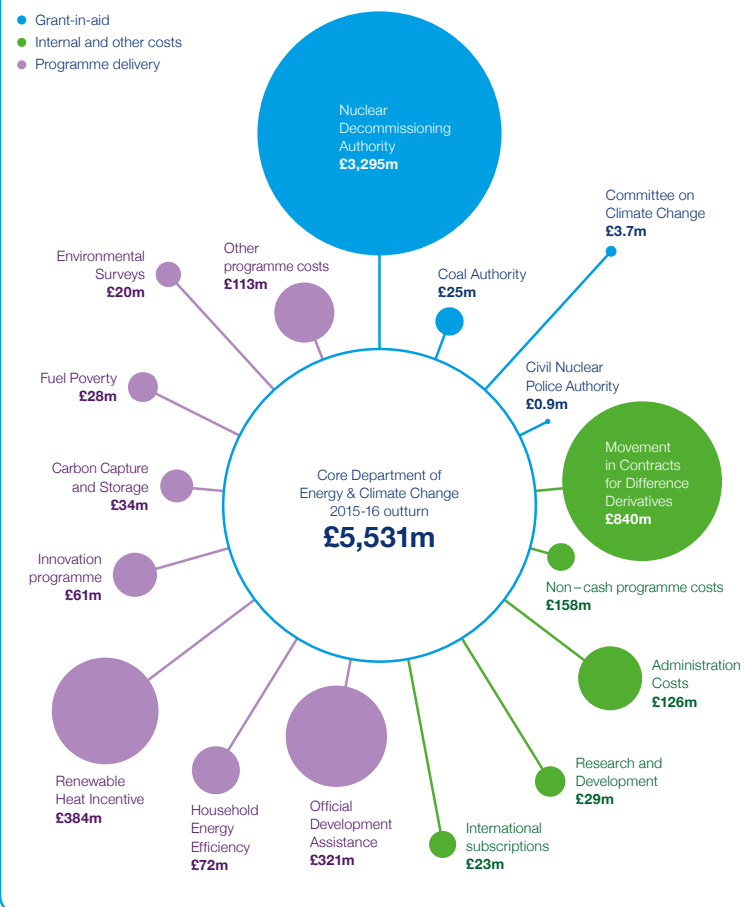 Grant-in-aid
Internal and other costs
Programme delivery
Nuclear
Decommissioning
Authority
£3,295m
Committee on
Climate Change
£3.7m
Environmental
Surveys
£20m
Other
programme costs
£113m
Coal Authority
£25m
Fuel Poverty
£28m
Civil Nuclear
Police Authority
£0.9m
Movement
in Contracts
for Difference
Derivatives
£840m
Carbon Capture
and Storage
£34m
Core Department of
Energy & Climate Change
2015-16 outturn
£5,531m
Innovation
programme
£61m
Non–cash programme costs
£158m
Administration
Costs
£126m
Research and
Development
£29m
Renewable
Heat Incentive
£384m
Household
Energy
Efficiency
£72m
Official
Development
Assistance
£321m
International
subscriptions
£23m